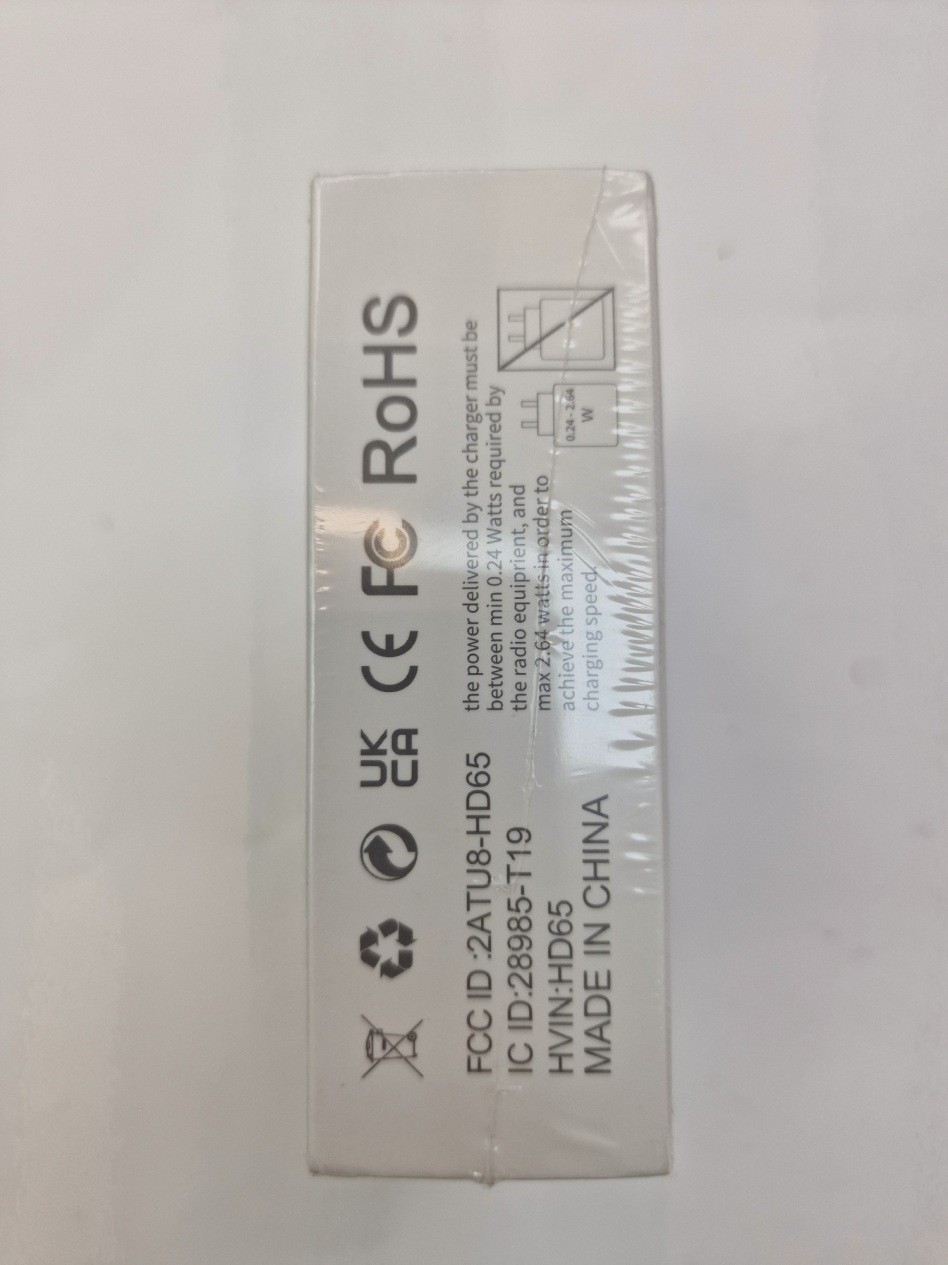 UK
CA
CE
FC
RoHS
FCC ID :2ATU8-HD65
IC ID:28985-T19
HVIN:HD65
MADE IN CHINA
the power delivered by the charger must be
between min 0.24 Watts required by
the radio equiprient, and
max 2.64 watts in order to
achieve the maximum
charging speed.
0.24 - 2.64
W